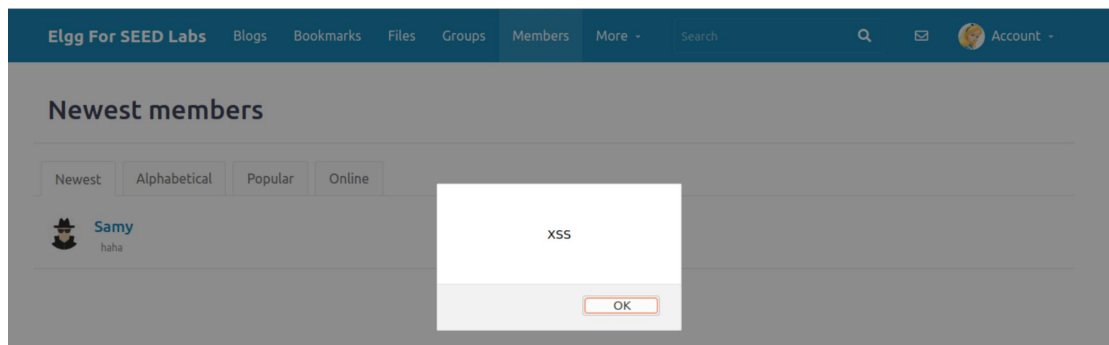 Elgg For SEED Labs Blogs Bookmarks Files Groups Members More Search Account
Newest members
Newest Alphabetical Popular Online
Samy
haha
xss
OK